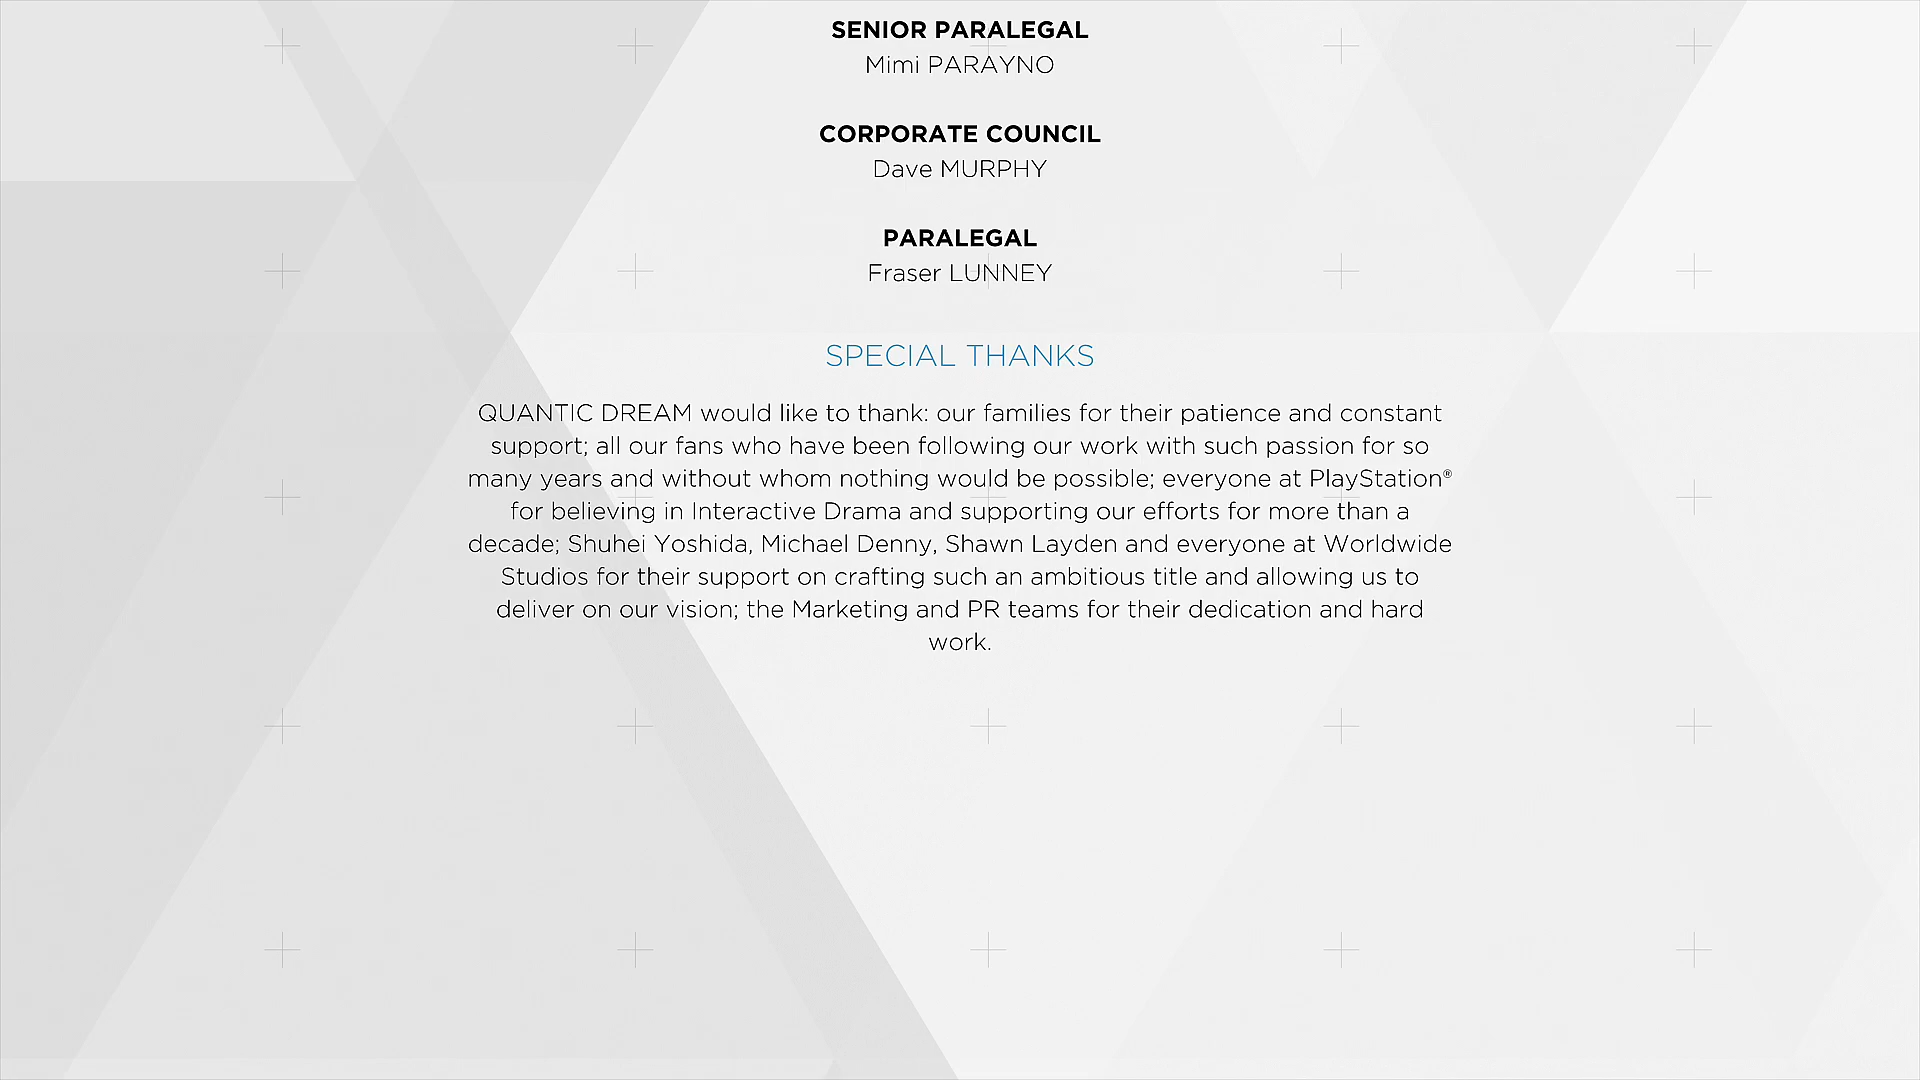 SENIOR PARALEGAL
Mimi PARAYNO
CORPORATE COUNCIL
Dave MURPHY
PARALEGAL
Fraser LUNNEY
SPECIAL THANKS
QUANTIC DREAM would like to thank: our families for their patience and constant
support; all our fans who have been following our work with such passion for so
many years and without whom nothing would be possible; everyone at PlayStation®
for believing in Interactive Drama and supporting our efforts for more than a
decade; Shuhei Yoshida, Michael Denny, Shawn Layden and everyone at Worldwide
Studios for their support on crafting such an ambitious title and allowing us to
deliver on our vision; the Marketing and PR teams for their dedication and hard
work.